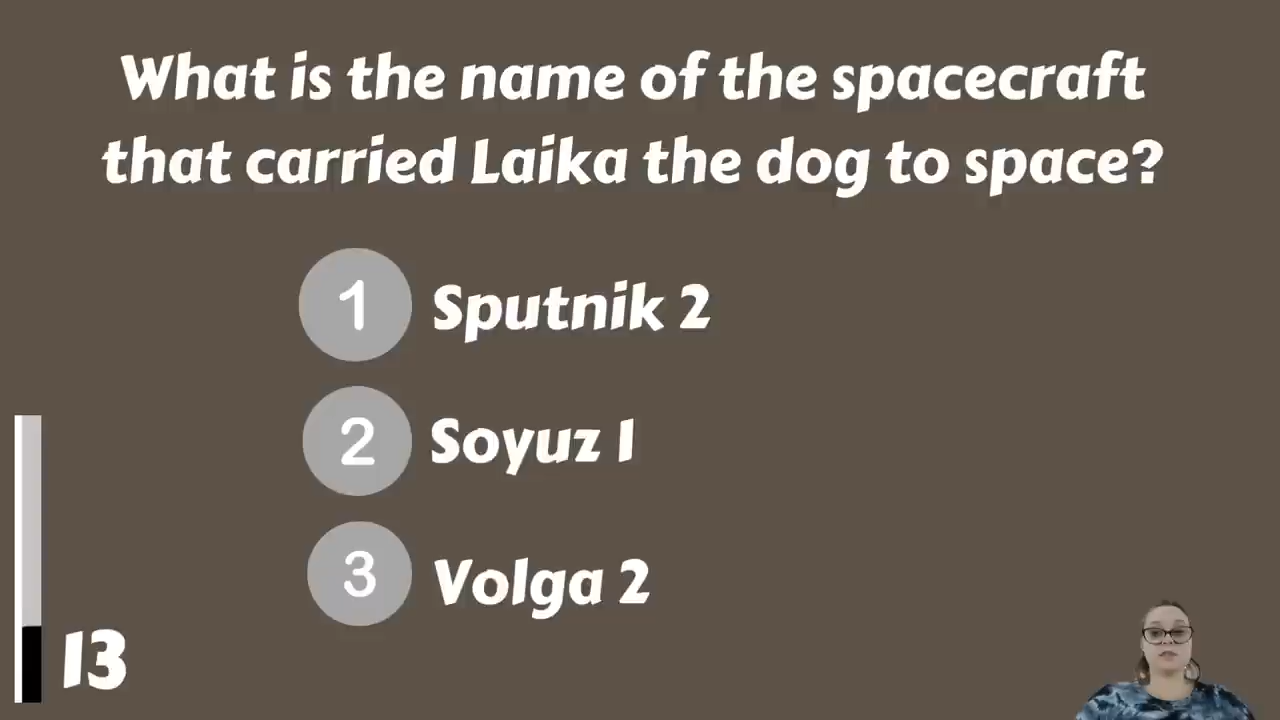 What is the name of the spacecraft
that carried Laika the dog to space?
1 Sputnik 2
2 Soyuz 1
3 Volga 2
13